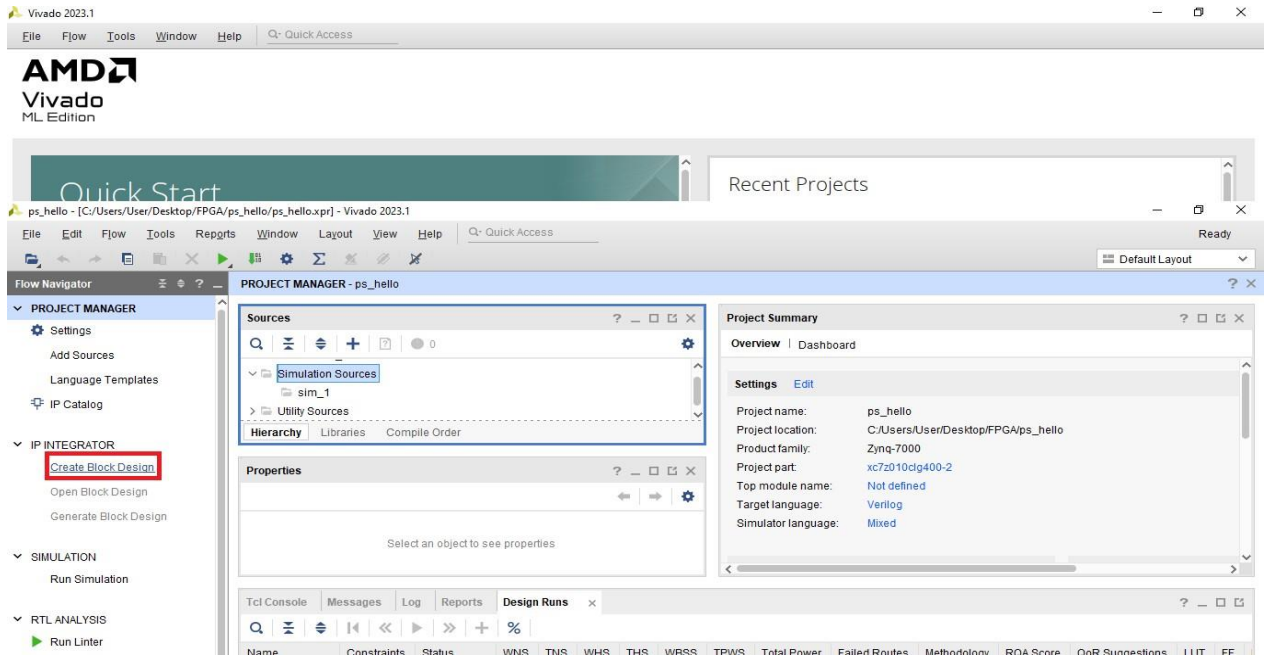 Vivado 2023.1
File Flow Tools Window Help Quick Access
AMD
Vivado
ML Edition
Quick Start
Recent Projects
ps_hello - [C:/Users/User/Desktop/FPGA/ps_hello/ps_hello.xpr] - Vivado 2023.1
File Edit Flow Tools Reports Window Layout View Help Quick Access
Ready
Default Layout
Flow Navigator
PROJECT MANAGER
Settings
Add Sources
Language Templates
IP Catalog
IP INTEGRATOR
Create Block Design
Open Block Design
Generate Block Design
SIMULATION
Run Simulation
RTL ANALYSIS
Run Linter
PROJECT MANAGER - ps_hello
Sources
0
Simulation Sources
sim_1
Utility Sources
Hierarchy Libraries Compile Order
Properties
Select an object to see properties
Project Summary
Overview | Dashboard
Settings Edit
Project name: ps_hello
Project location: C:/Users/User/Desktop/FPGA/ps_hello
Product family: Zynq-7000
Project part: xc7z010clg400-2
Top module name: Not defined
Target language: Verilog
Simulator language: Mixed
Tcl Console Messages Log Reports Design Runs
Name Constraints Status WNS TNS WHS THS WBSS TPWS Total Power Failed Routes Methodology RQA Score QoR Suggestions LUT FF